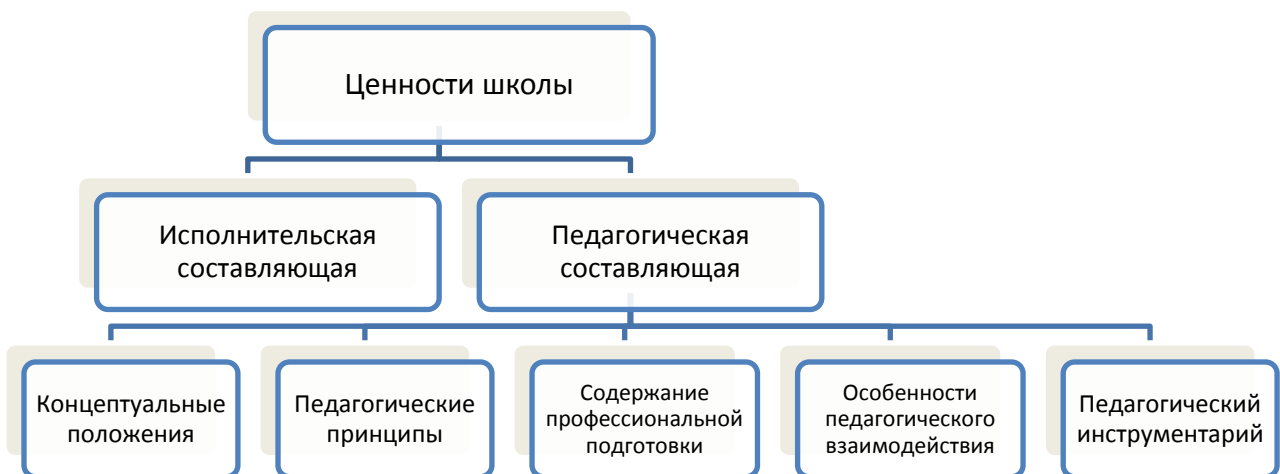 Ценности школы
Исполнительская
составляющая
Педагогическая
составляющая
Концептуальные
положения
Педагогические
принципы
Содержание
профессиональной
подготовки
Особенности
педагогического
взаимодействия
Педагогический
инструментарий